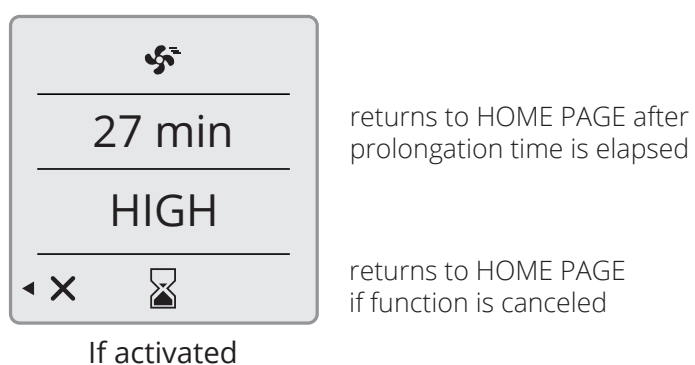 27 min
returns to HOME PAGE after
prolongation time is elapsed
HIGH
returns to HOME PAGE
if function is canceled
If activated